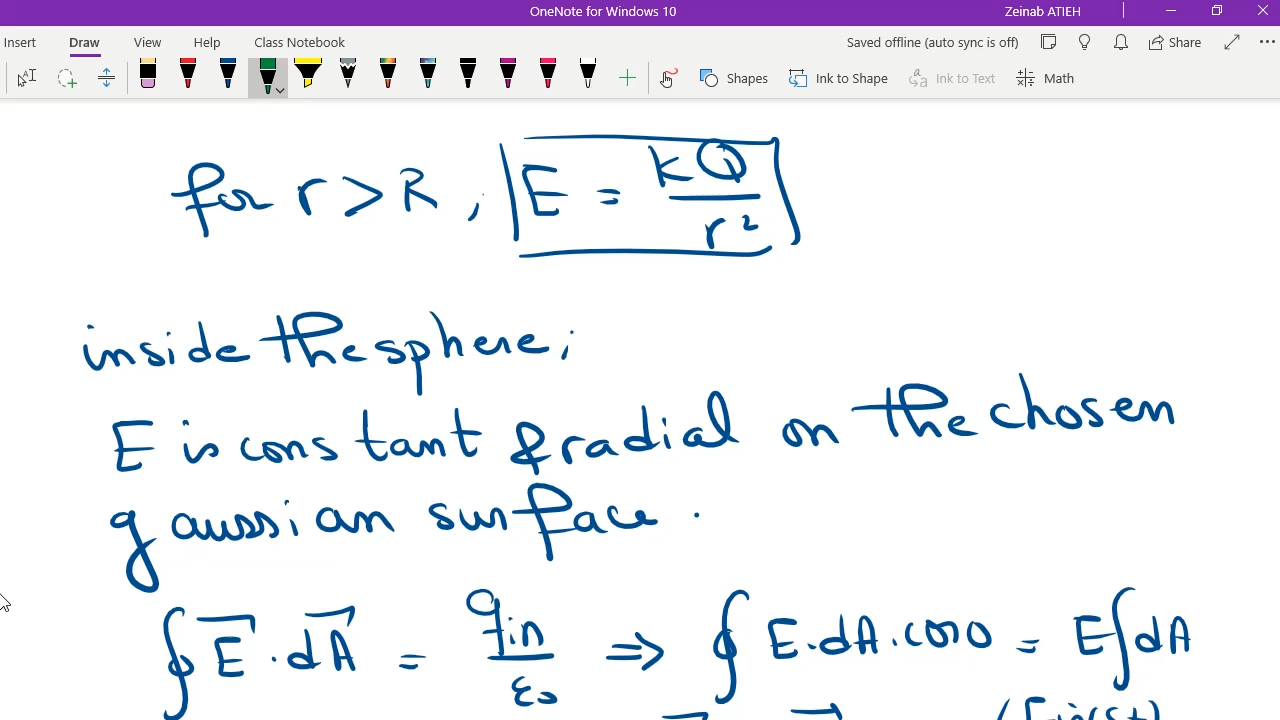 OneNote for Windows 10
Zeinab ATIEH
Insert Draw View Help Class Notebook Saved offline (auto sync is off) Share
Shapes Ink to Shape Ink to Text Math
for r > R, E = kQ / r²
inside the sphere;
E is constant & radial on the chosen
gaussian surface.
∮ E⃗ · dA⃗ = qin / ε₀ ⇒ ∮ E·dA·cos0 = E∫dA